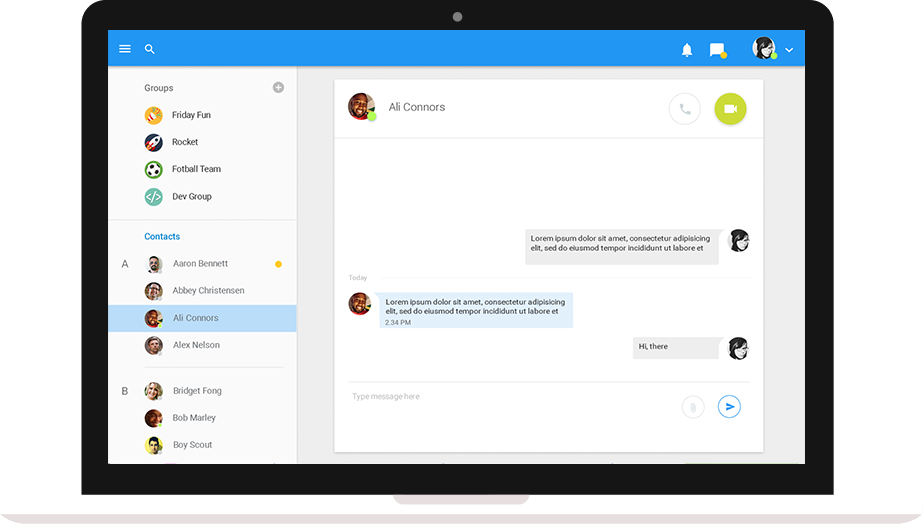 Groups
Friday Fun
Rocket
Fotball Team
Dev Group
Contacts
A
Aaron Bennett
Abbey Christensen
Ali Connors
Alex Nelson
B
Bridget Fong
Bob Marley
Boy Scout
Ali Connors
Lorem ipsum dolor sit amet, consectetur adipisicing
elit, sed do eiusmod tempor incididunt ut labore et
Today
Lorem ipsum dolor sit amet, consectetur adipisicing
elit, sed do eiusmod tempor incididunt ut labore et
2.34 PM
Hi, there
Type message here